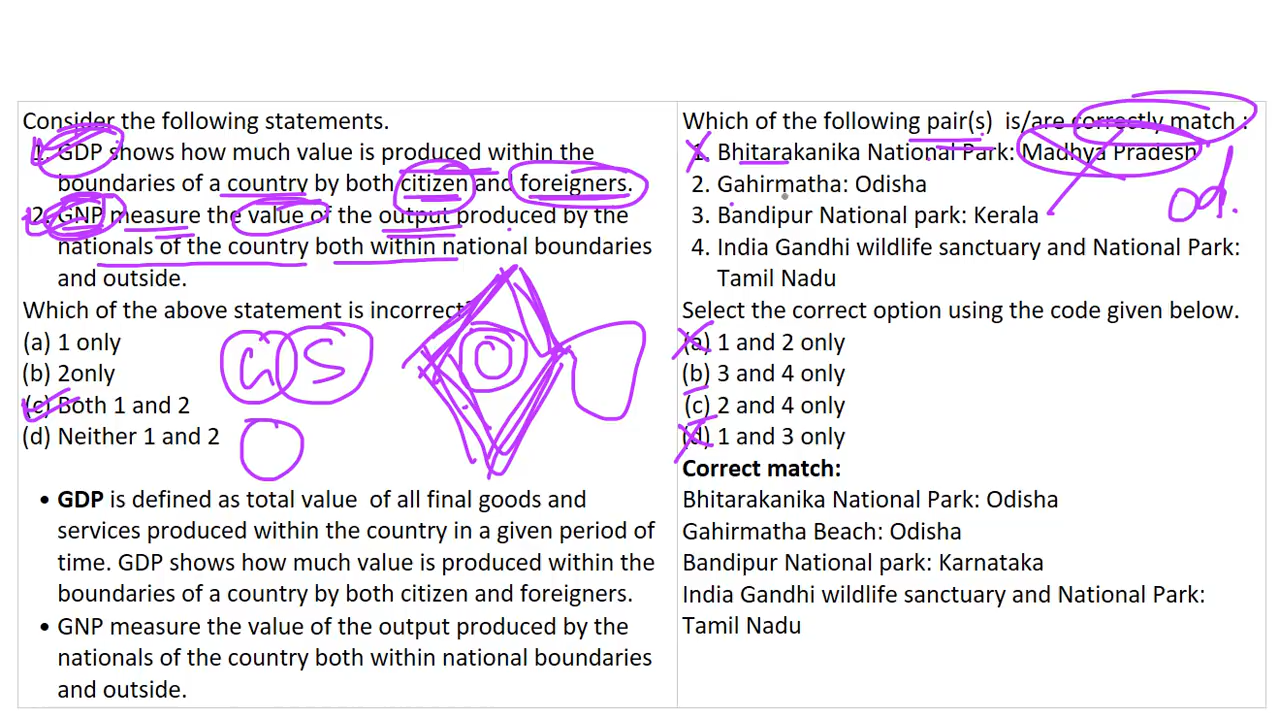 Consider the following statements.
1. GDP shows how much value is produced within the
boundaries of a country by both citizen and foreigners.
2. GNP measure the value of the output produced by the
nationals of the country both within national boundaries
and outside.
Which of the above statement is incorrect?
(a) 1 only
(b) 2only
(c) Both 1 and 2
(d) Neither 1 and 2
G S
• GDP is defined as total value of all final goods and
services produced within the country in a given period of
time. GDP shows how much value is produced within the
boundaries of a country by both citizen and foreigners.
• GNP measure the value of the output produced by the
nationals of the country both within national boundaries
and outside.
Which of the following pair(s) is/are correctly match :
1. Bhitarakanika National Park: Madhya Pradesh
od.
2. Gahirmatha: Odisha
3. Bandipur National park: Kerala
4. India Gandhi wildlife sanctuary and National Park:
Tamil Nadu
Select the correct option using the code given below.
(a) 1 and 2 only
(b) 3 and 4 only
(c) 2 and 4 only
(d) 1 and 3 only
Correct match:
Bhitarakanika National Park: Odisha
Gahirmatha Beach: Odisha
Bandipur National park: Karnataka
India Gandhi wildlife sanctuary and National Park:
Tamil Nadu